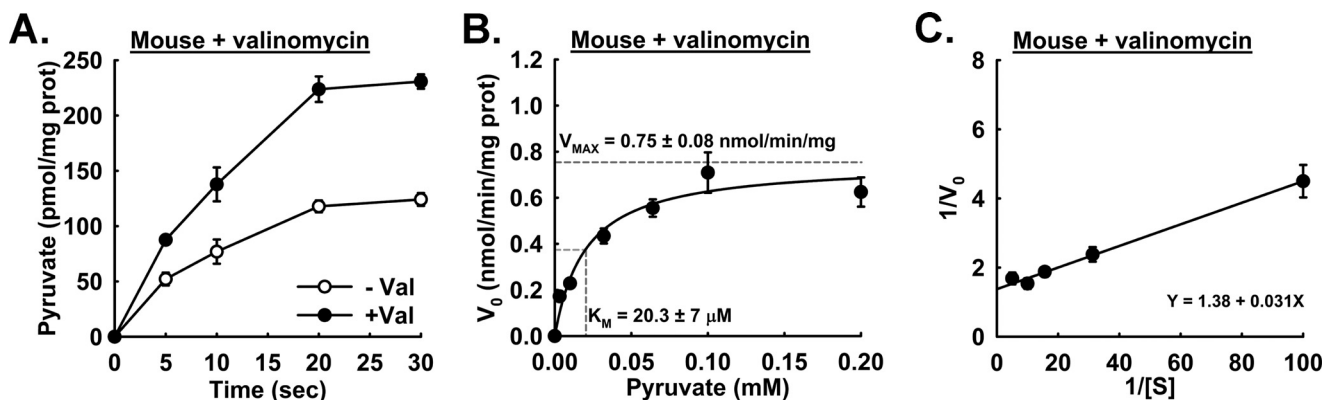 A.
Mouse + valinomycin
Pyruvate (pmol/mg prot)
250
200
150
100
50
0
- Val
+Val
0 5 10 15 20 25 30
Time (sec)
B.
Mouse + valinomycin
V0 (nmol/min/mg prot)
1.2
1.0
0.8
0.6
0.4
0.2
0.0
VMAX = 0.75 ± 0.08 nmol/min/mg
KM = 20.3 ± 7 μM
0.00 0.05 0.10 0.15 0.20
Pyruvate (mM)
C.
Mouse + valinomycin
1/V0
8
6
4
2
0
Y = 1.38 + 0.031X
0 20 40 60 80 100
1/[S]